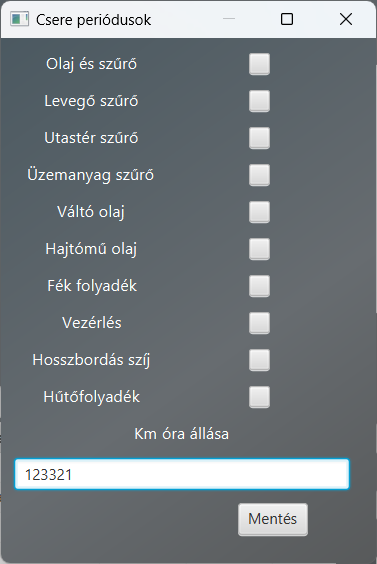 Csere periódusok
Olaj és szűrő
Levegő szűrő
Utastér szűrő
Üzemanyag szűrő
Váltó olaj
Hajtómű olaj
Fék folyadék
Vezérlés
Hosszbordás szíj
Hűtőfolyadék
Km óra állása
123321
Mentés